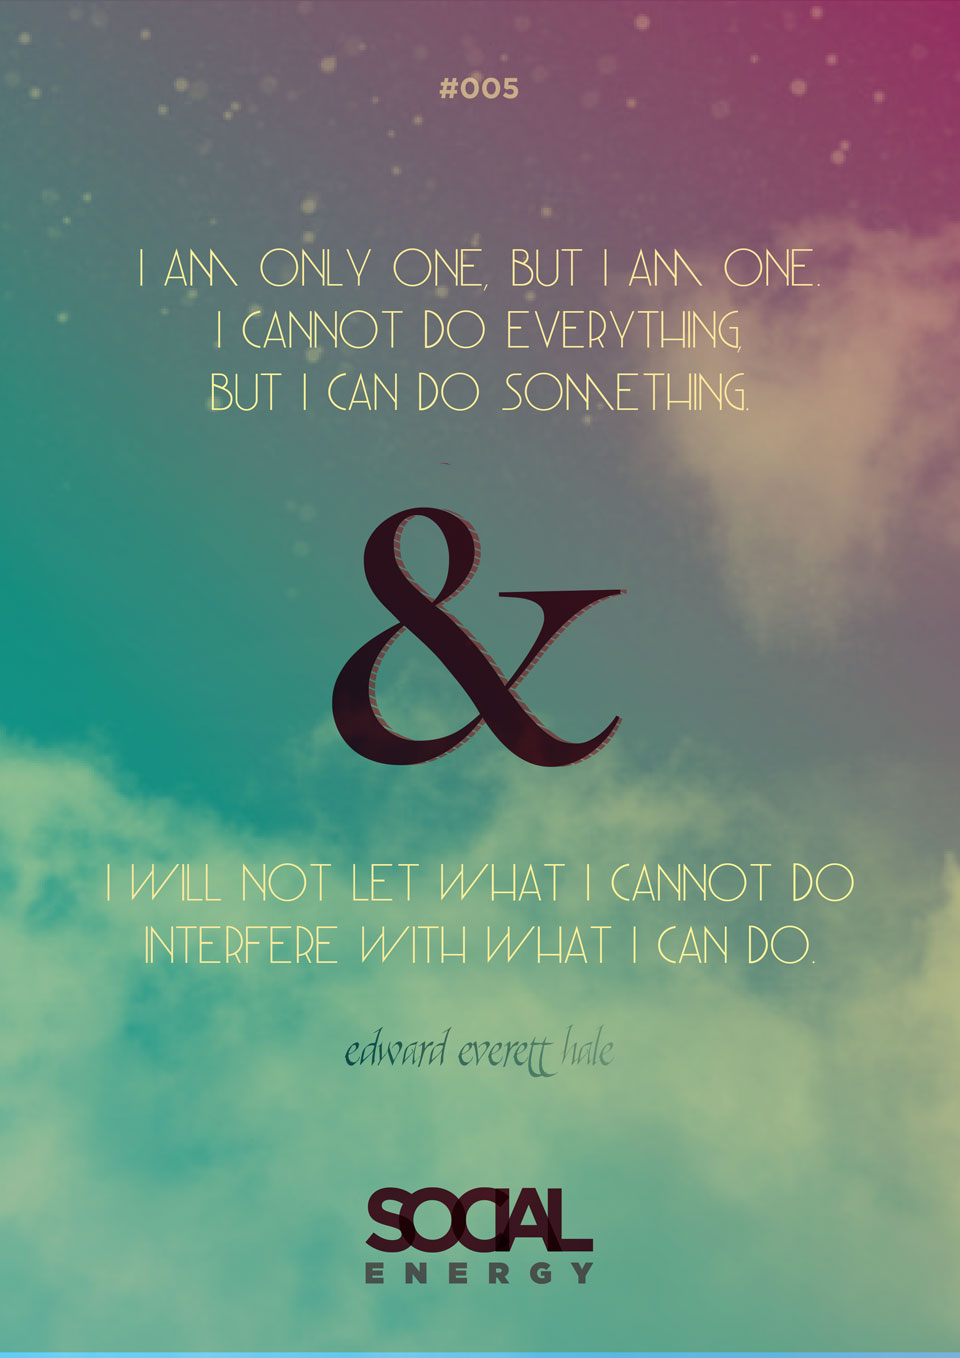 #005
I AM ONLY ONE, BUT I AM ONE.
I CANNOT DO EVERYTHING,
BUT I CAN DO SOMETHING.
&
I WILL NOT LET WHAT I CANNOT DO
INTERFERE WITH WHAT I CAN DO.
edward everett hale
SOCIAL
ENERGY